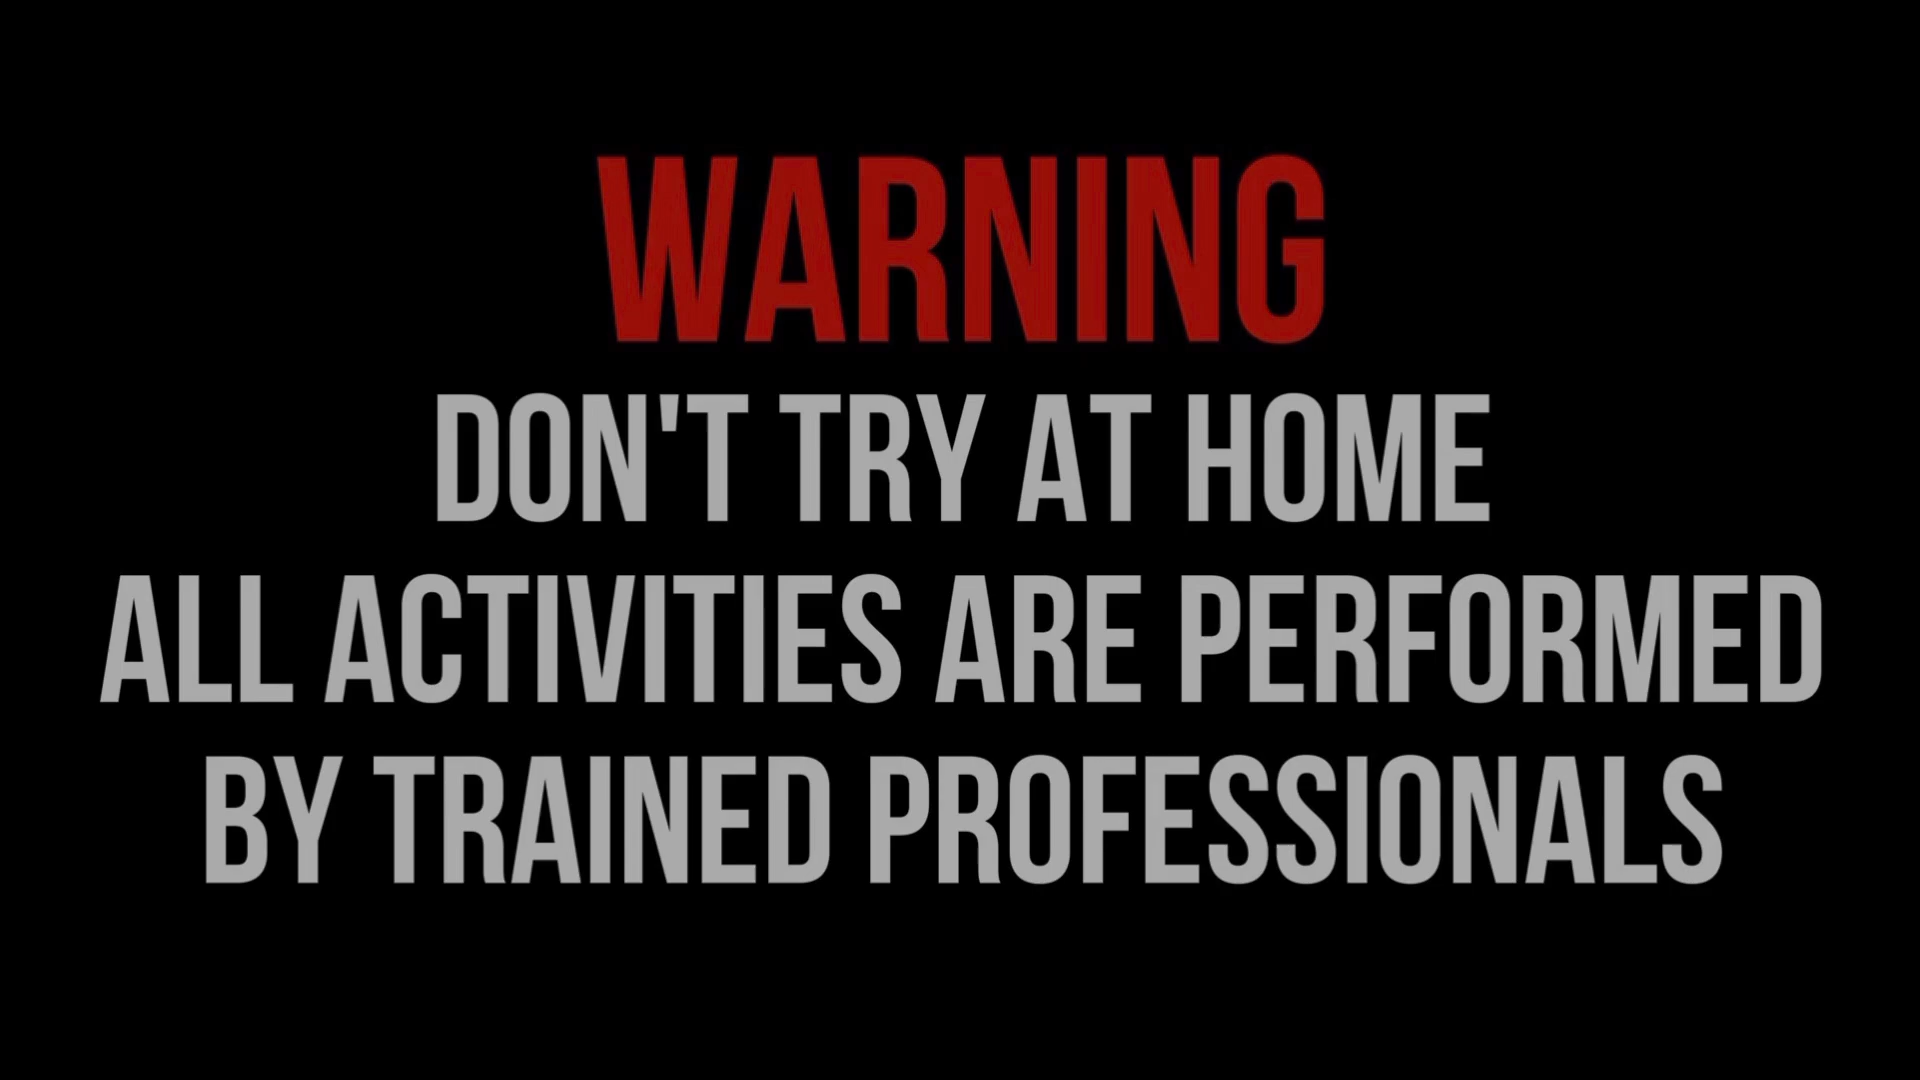 WARNING
DON'T TRY AT HOME
ALL ACTIVITIES ARE PERFORMED
BY TRAINED PROFESSIONALS